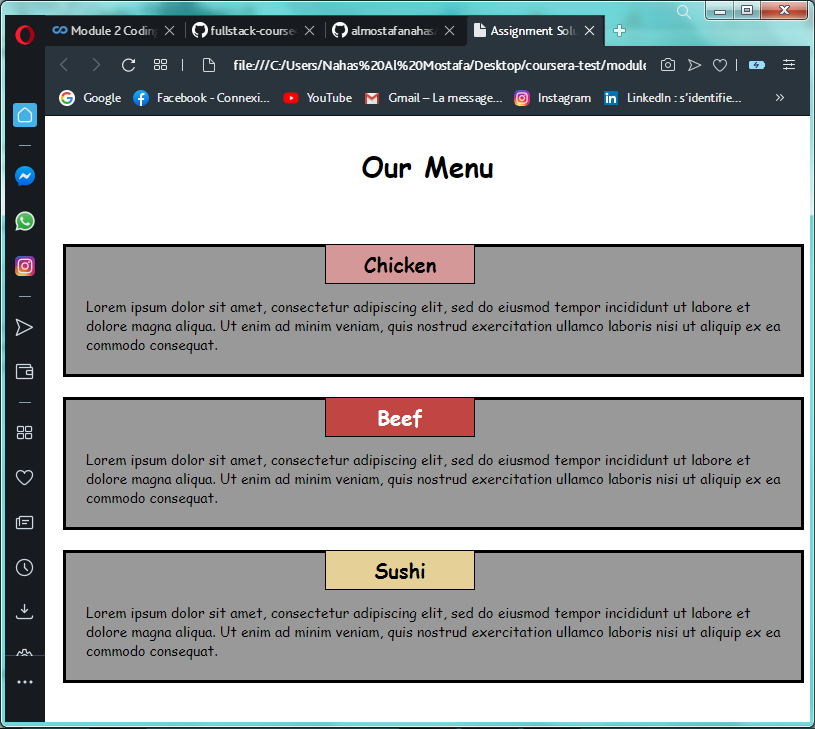 Module 2 Coding
fullstack-course
almostafanahas
Assignment Solu
file:///C:/Users/Nahas%20Al%20Mostafa/Desktop/coursera-test/module
Google
Facebook - Connexi...
YouTube
Gmail – La message...
Instagram
LinkedIn : s'identifie...
Our Menu
Chicken
Lorem ipsum dolor sit amet, consectetur adipiscing elit, sed do eiusmod tempor incididunt ut labore et
dolore magna aliqua. Ut enim ad minim veniam, quis nostrud exercitation ullamco laboris nisi ut aliquip ex ea
commodo consequat.
Beef
Lorem ipsum dolor sit amet, consectetur adipiscing elit, sed do eiusmod tempor incididunt ut labore et
dolore magna aliqua. Ut enim ad minim veniam, quis nostrud exercitation ullamco laboris nisi ut aliquip ex ea
commodo consequat.
Sushi
Lorem ipsum dolor sit amet, consectetur adipiscing elit, sed do eiusmod tempor incididunt ut labore et
dolore magna aliqua. Ut enim ad minim veniam, quis nostrud exercitation ullamco laboris nisi ut aliquip ex ea
commodo consequat.